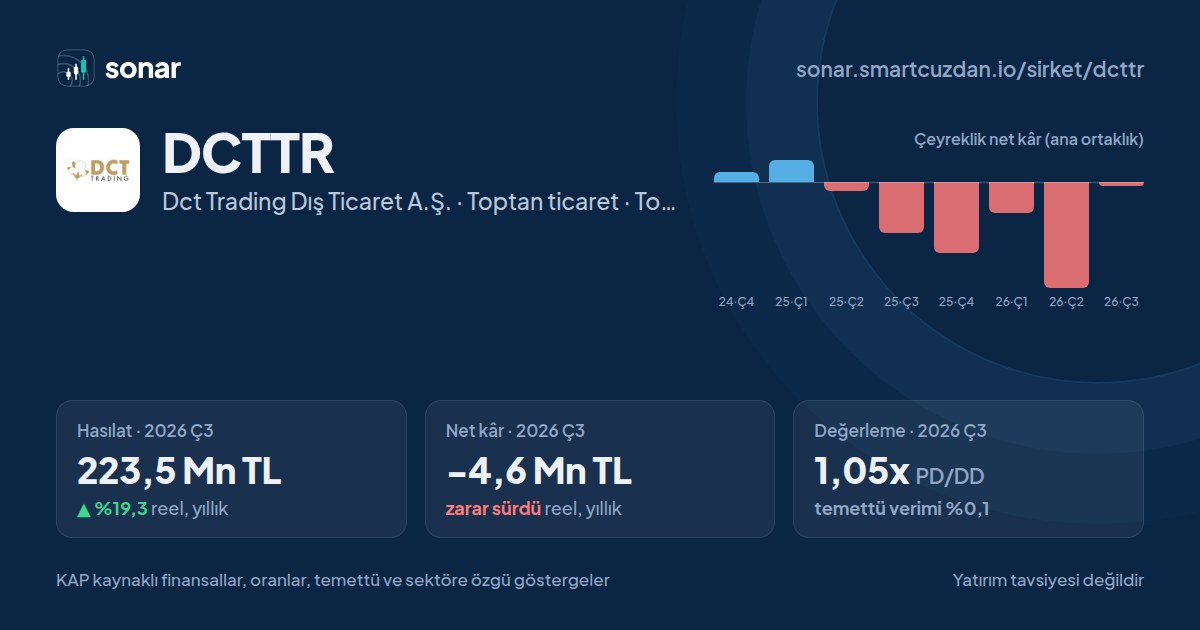 sonar
sonar.smartcuzdan.io/sirket/dcttr
DCT
TRADING
DCTTR
Dct Trading Dış Ticaret A.Ş. · Toptan ticaret · To...
Çeyreklik net kâr (ana ortaklık)
24·Ç4 25·Ç1 25·Ç2 25·Ç3 25·Ç4 26·Ç1 26·Ç2 26·Ç3
Hasılat · 2026 Ç3
223,5 Mn TL
▲ %19,3 reel, yıllık
Net kâr · 2026 Ç3
−4,6 Mn TL
zarar sürdü reel, yıllık
Değerleme · 2026 Ç3
1,05x PD/DD
temettü verimi %0,1
KAP kaynaklı finansallar, oranlar, temettü ve sektöre özgü göstergeler
Yatırım tavsiyesi değildir